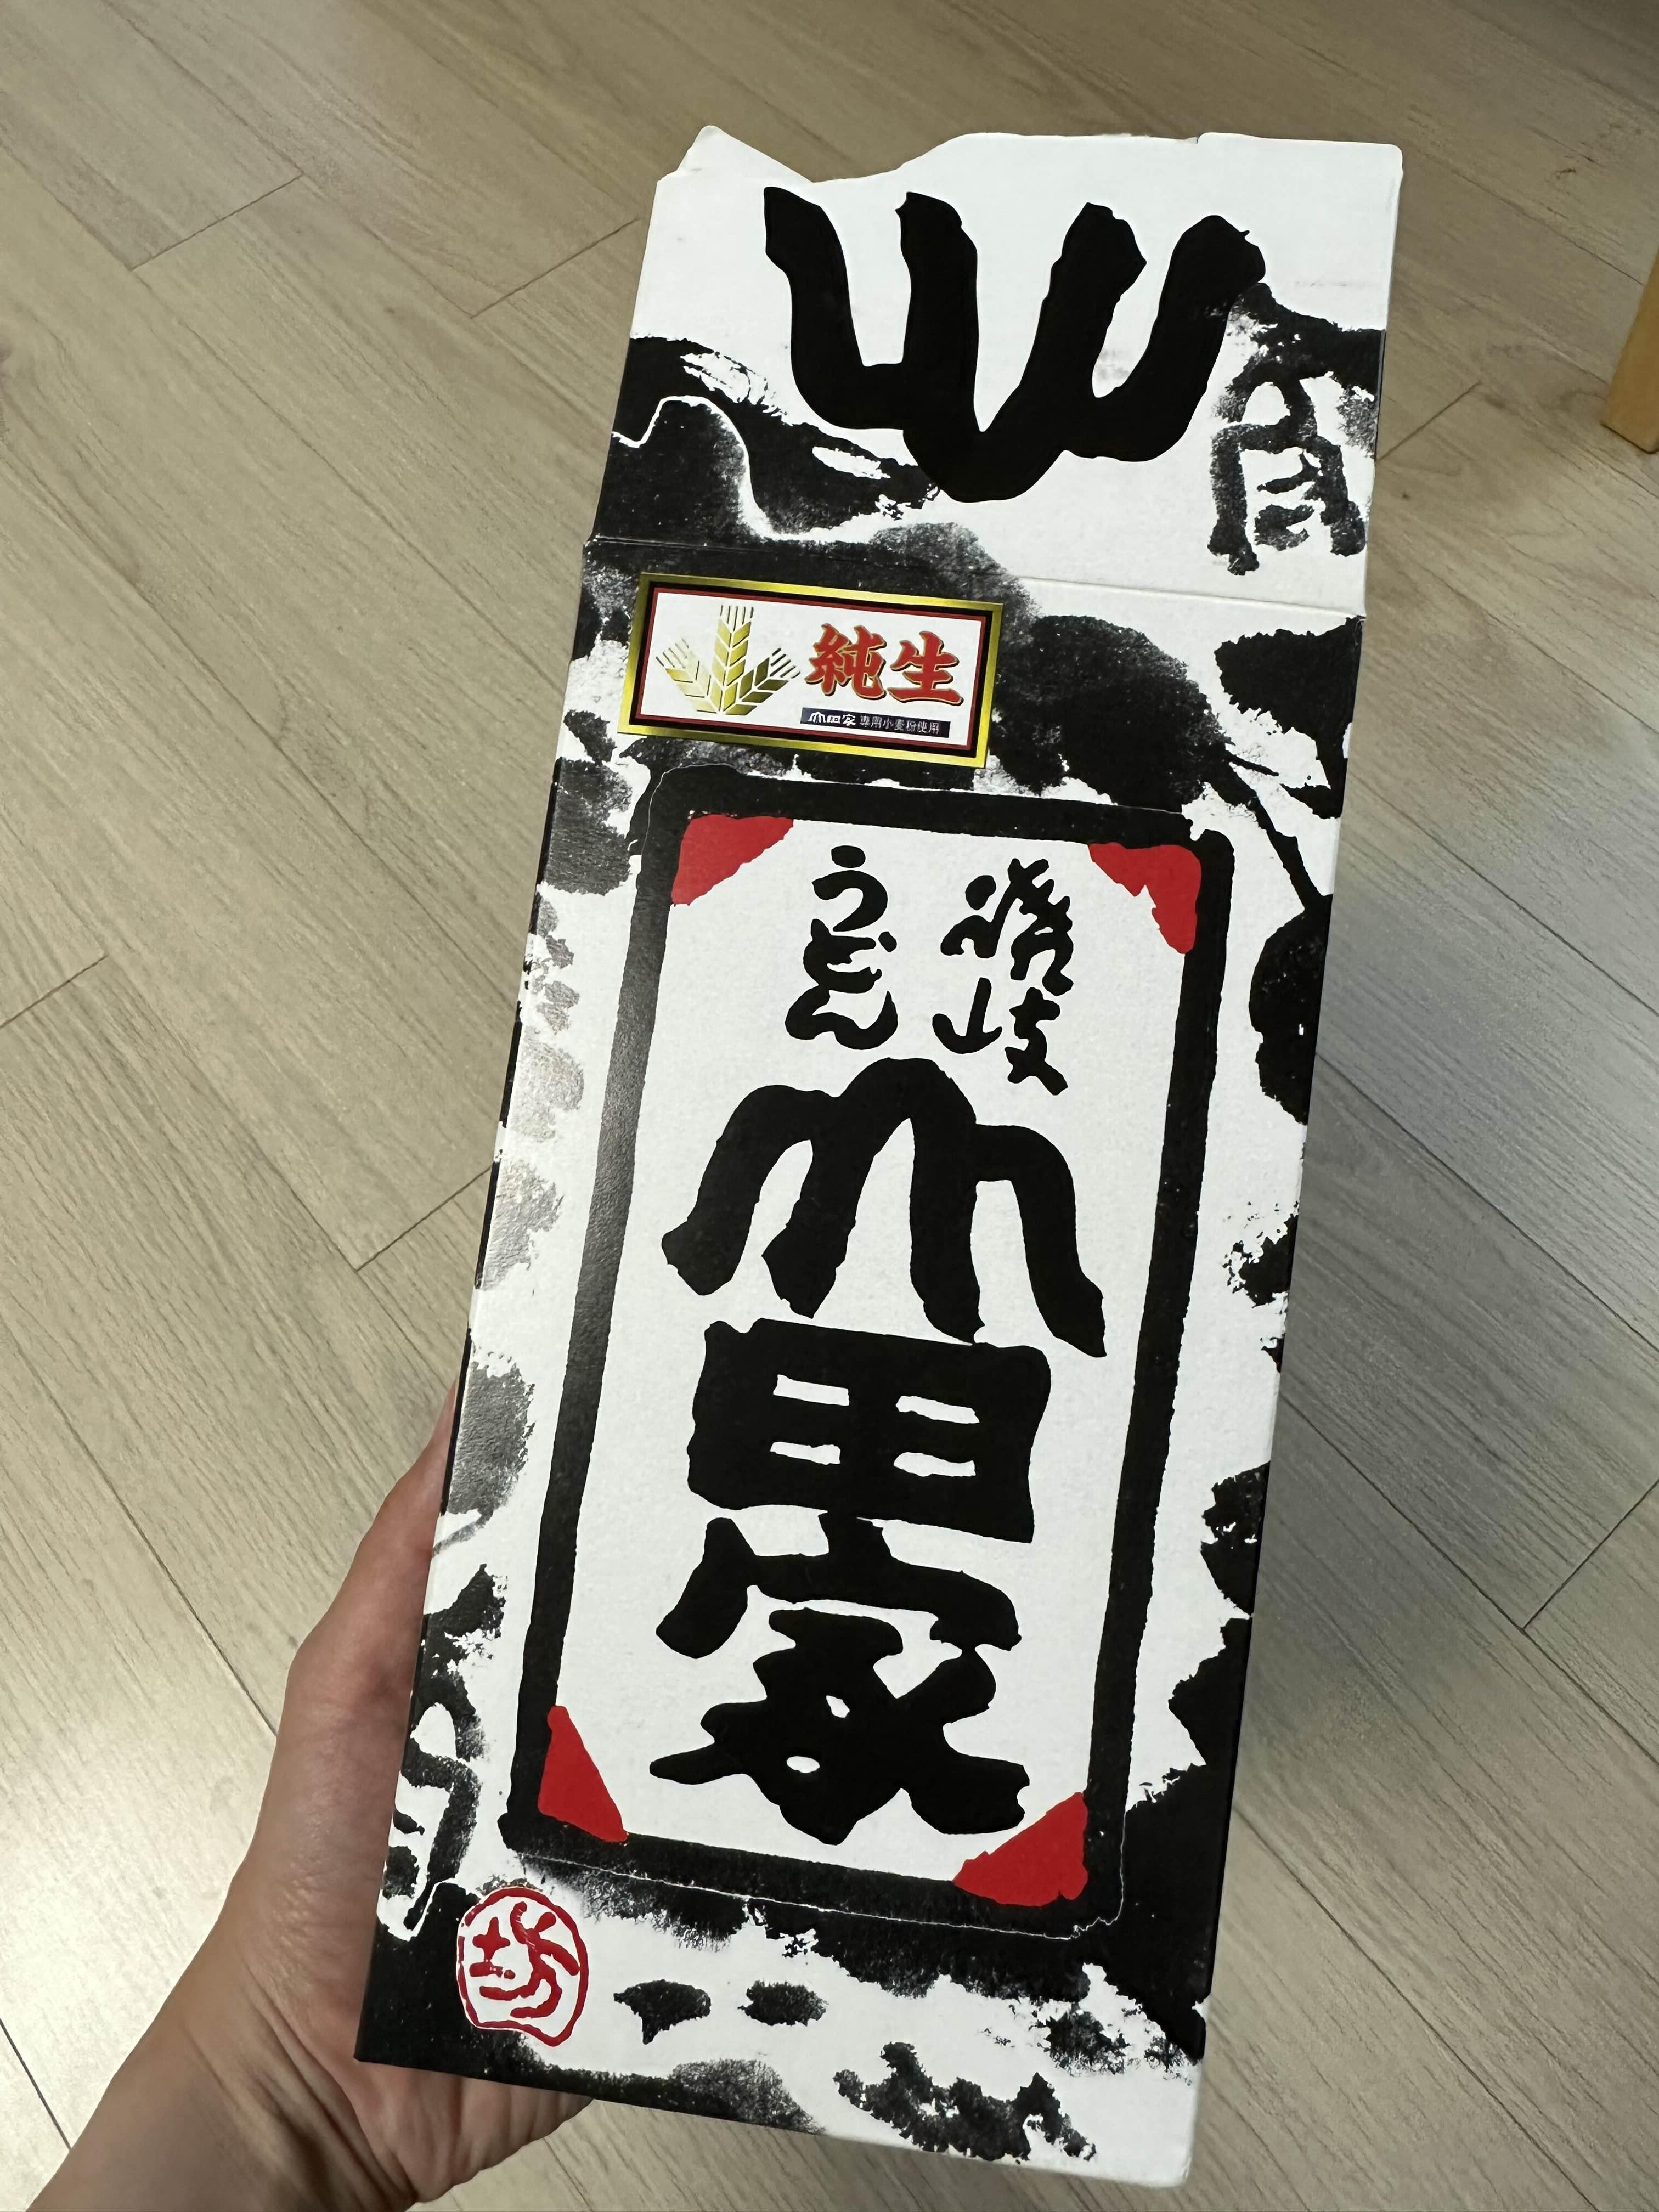 山
純生
山田家 専用小麦粉使用
讃岐
うどん
山田家
坊